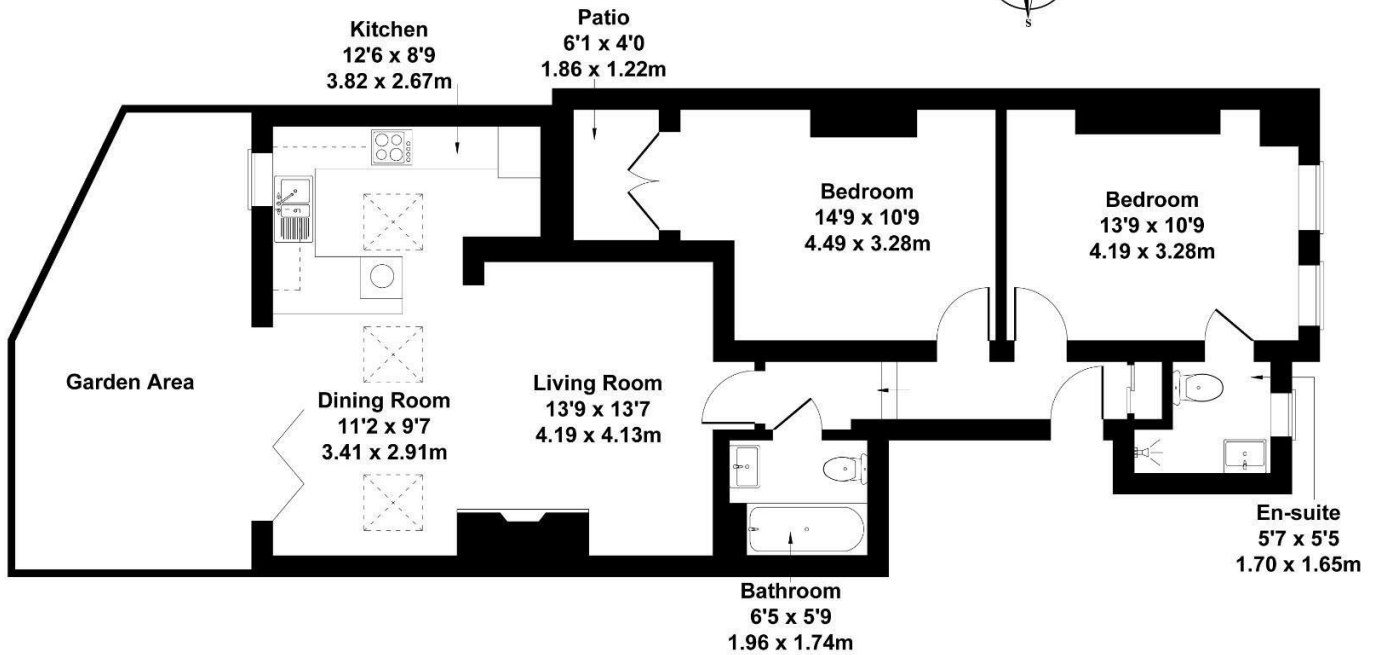 S
Kitchen
12'6 x 8'9
3.82 x 2.67m
Patio
6'1 x 4'0
1.86 x 1.22m
Bedroom
14'9 x 10'9
4.49 x 3.28m
Bedroom
13'9 x 10'9
4.19 x 3.28m
Garden Area
Dining Room
11'2 x 9'7
3.41 x 2.91m
Living Room
13'9 x 13'7
4.19 x 4.13m
En-suite
5'7 x 5'5
1.70 x 1.65m
Bathroom
6'5 x 5'9
1.96 x 1.74m